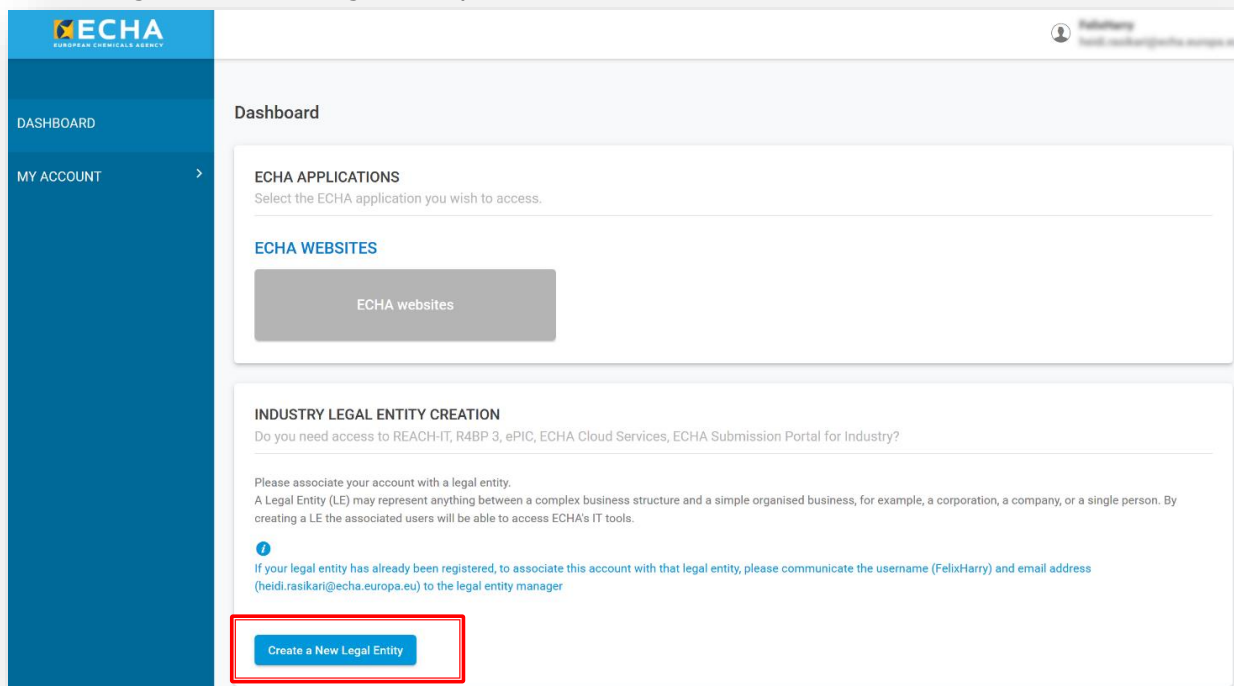 ECHA
EUROPEAN CHEMICALS AGENCY
DASHBOARD
MY ACCOUNT
Dashboard
ECHA APPLICATIONS
Select the ECHA application you wish to access.
ECHA WEBSITES
ECHA websites
INDUSTRY LEGAL ENTITY CREATION
Do you need access to REACH-IT, R4BP 3, ePIC, ECHA Cloud Services, ECHA Submission Portal for Industry?
Please associate your account with a legal entity.
A Legal Entity (LE) may represent anything between a complex business structure and a simple organised business, for example, a corporation, a company, or a single person. By
creating a LE the associated users will be able to access ECHA's IT tools.
If your legal entity has already been registered, to associate this account with that legal entity, please communicate the username (FelixHarry) and email address
(heidi.rasikari@echa.europa.eu) to the legal entity manager
Create a New Legal Entity